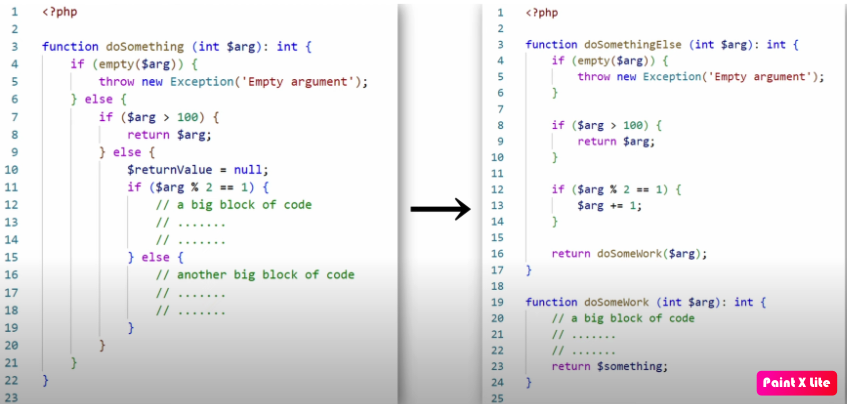 1 <?php
2
3 function doSomething (int $arg): int {
4 if (empty($arg)) {
5 throw new Exception('Empty argument');
6 } else {
7 if ($arg > 100) {
8 return $arg;
9 } else {
10 $returnValue = null;
11 if ($arg % 2 == 1) {
12 // a big block of code
13 // .......
14 // .......
15 } else {
16 // another big block of code
17 // .......
18 // .......
19 }
20 }
21 }
22 }
23
1 <?php
2
3 function doSomethingElse (int $arg): int {
4 if (empty($arg)) {
5 throw new Exception('Empty argument');
6 }
7
8 if ($arg > 100) {
9 return $arg;
10 }
11
12 if ($arg % 2 == 1) {
13 $arg += 1;
14 }
15
16 return doSomeWork($arg);
17 }
18
19 function doSomeWork (int $arg): int {
20 // a big block of code
21 // .......
22 // .......
23 return $something;
24 }
25
Paint X Lite